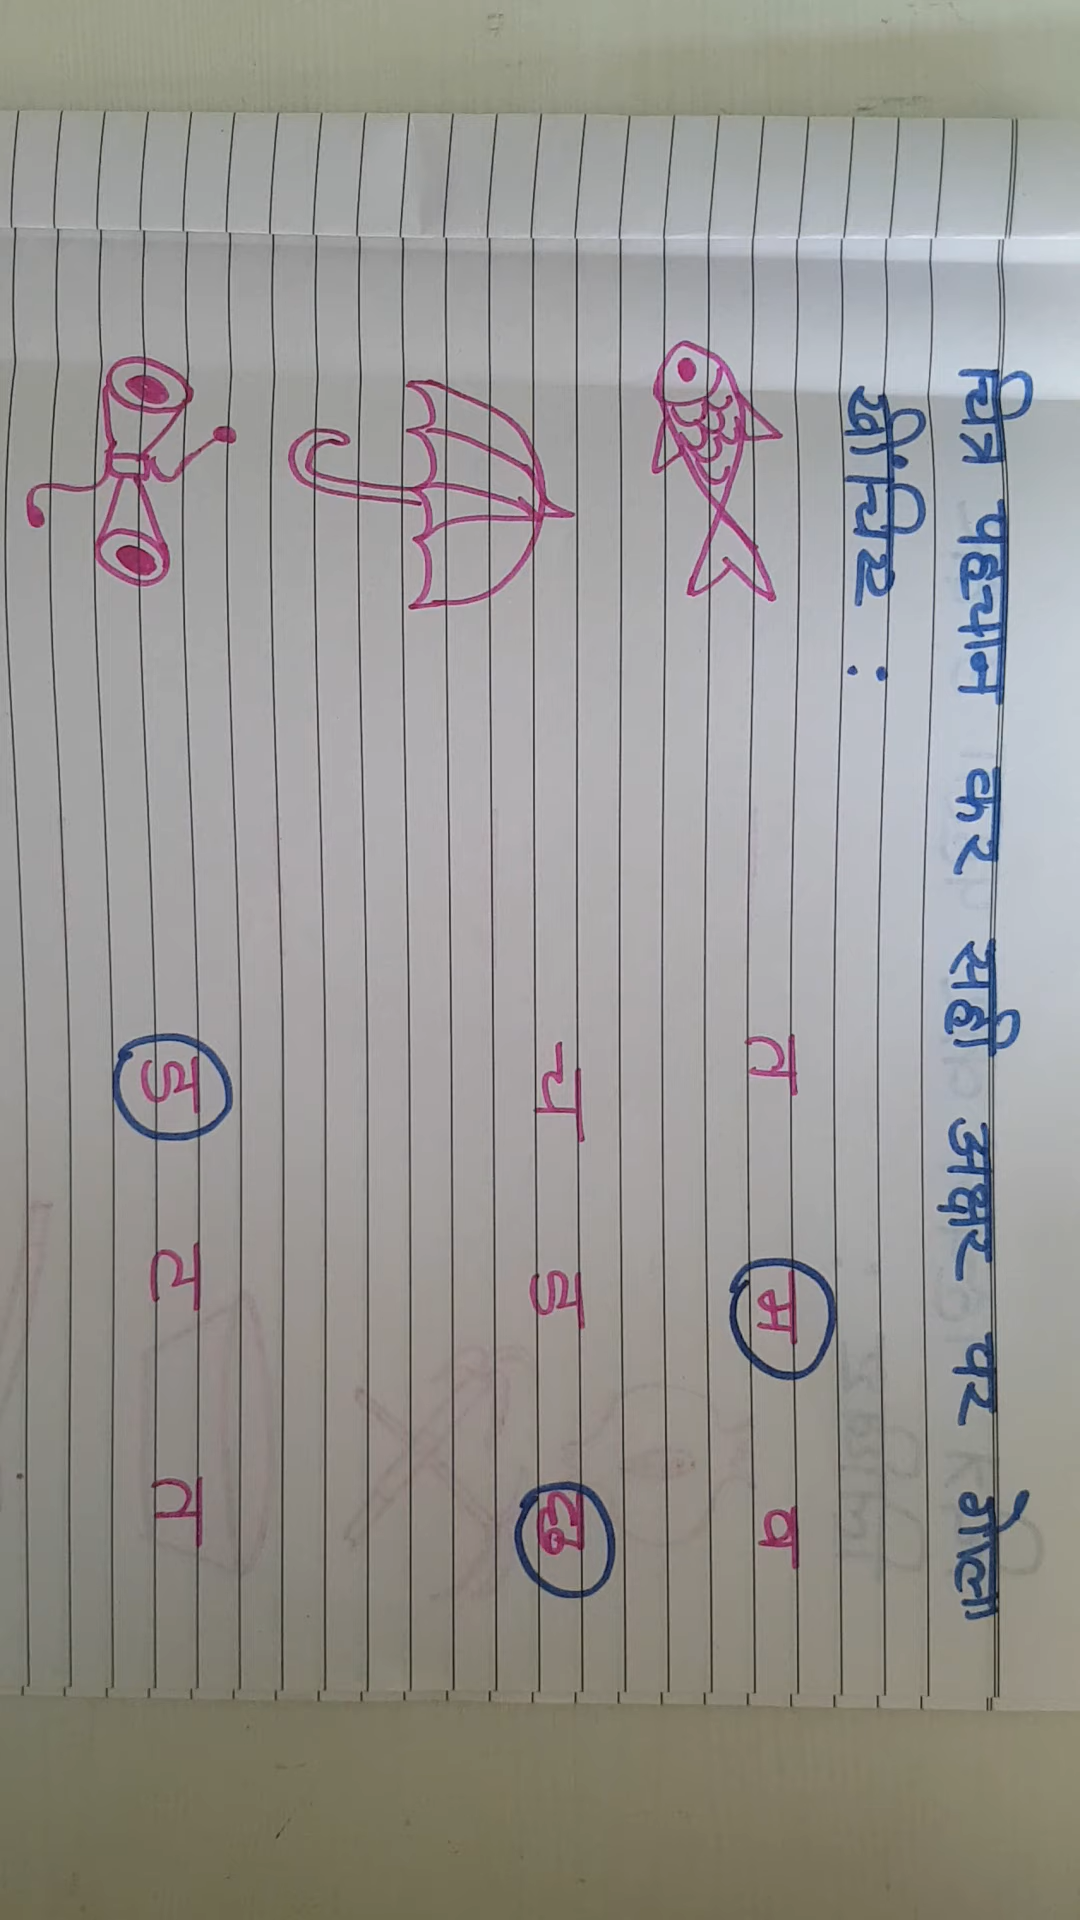 चित्र पहचान कर सही अक्षर पर गोला
खींचिए :
त म व
च ड छ
ड ट त